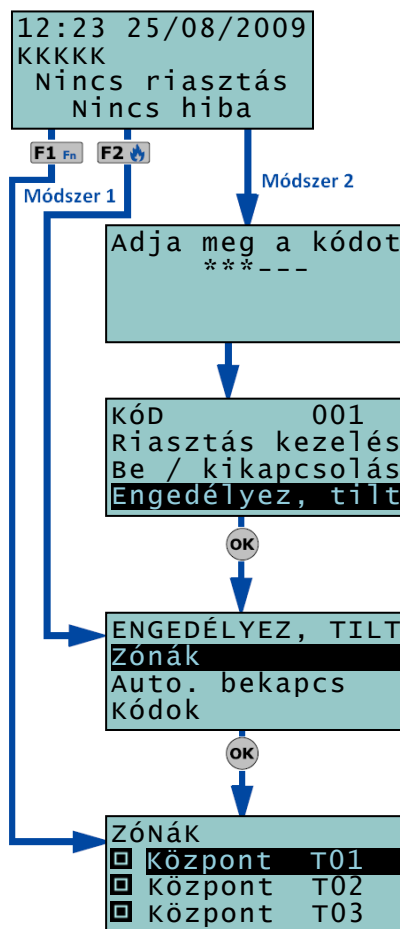 12:23 25/08/2009
KKKKK
Nincs riasztás
Nincs hiba
F1 Fn F2
Módszer 1
Módszer 2
Adja meg a kódot
***---
KóD 001
Riasztás kezelés
Be / kikapcsolás
Engedélyez, tilt
OK
ENGEDÉLYEZ, TILT
Zónák
Auto. bekapcs
Kódok
OK
ZóNáK
Központ T01
Központ T02
Központ T03